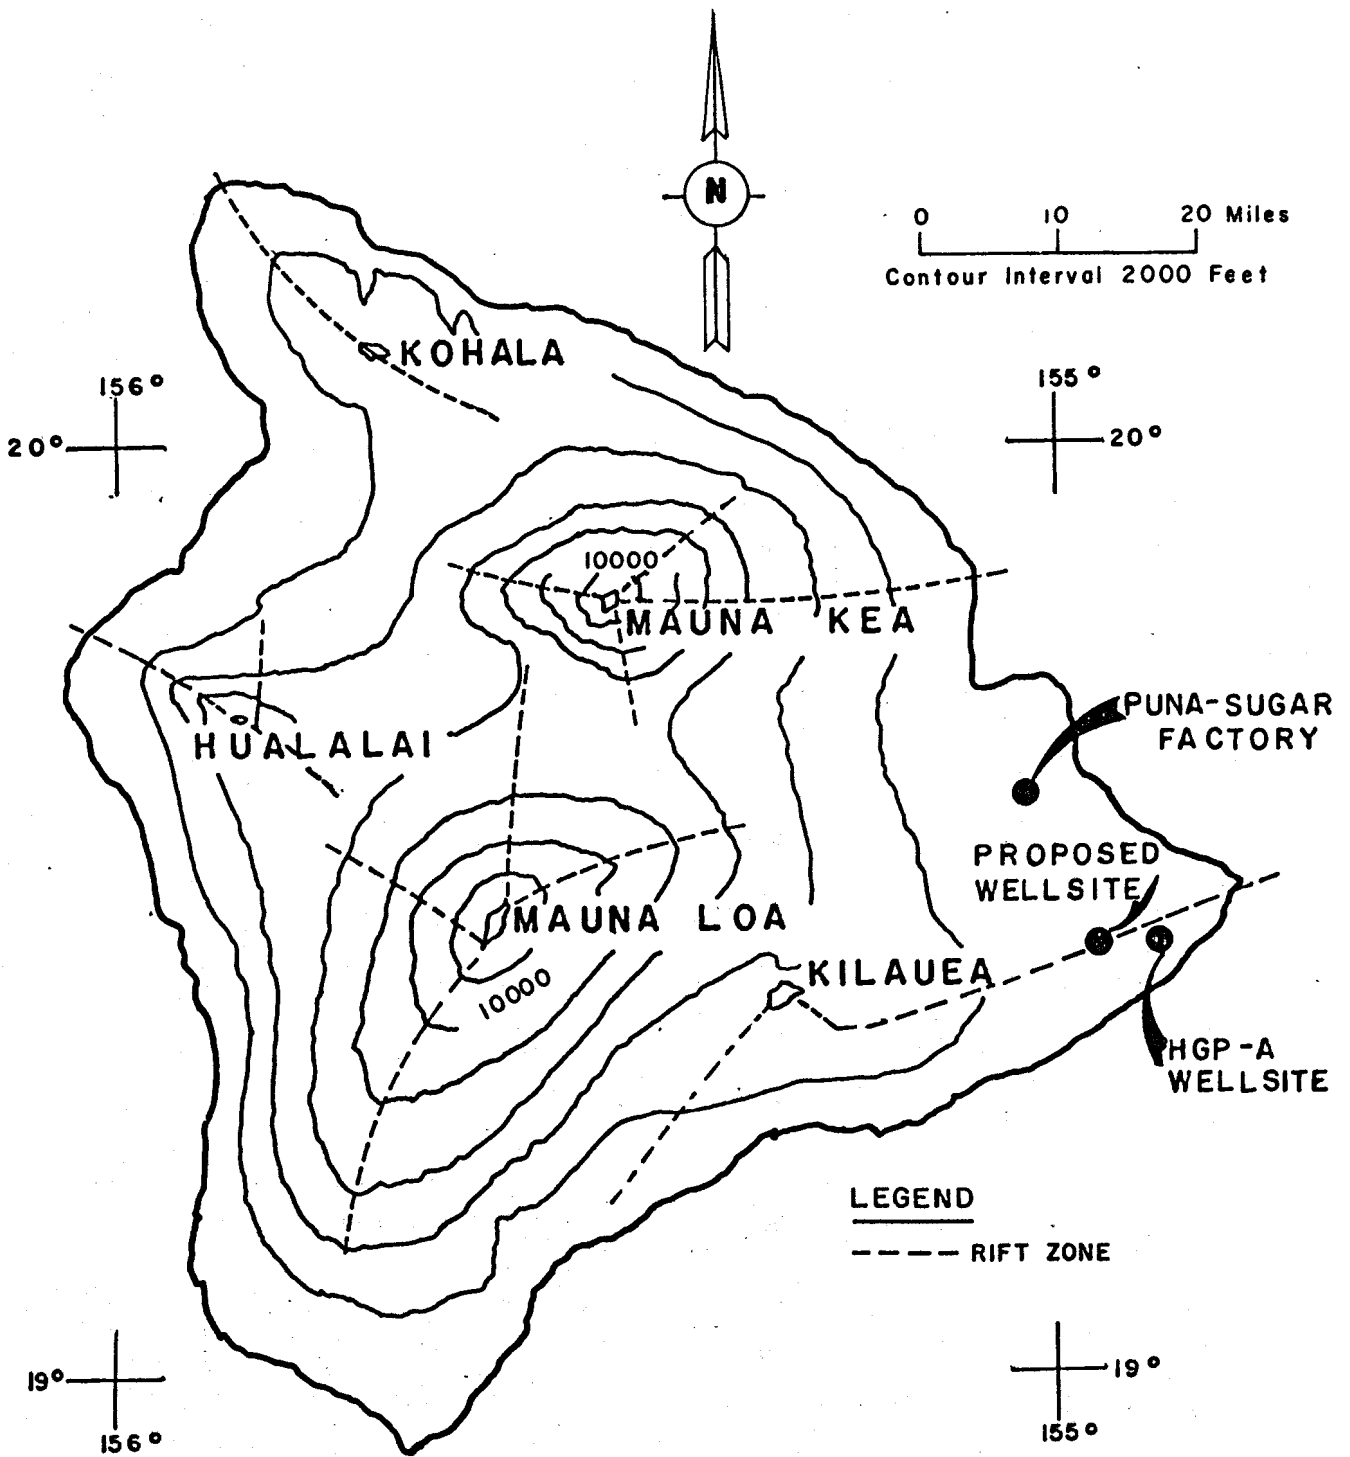 N
0 10 20 Miles
Contour Interval 2000 Feet
KOHALA
156°
20°
155°
20°
10000
MAUNA KEA
PUNA-SUGAR
FACTORY
HUALALAI
PROPOSED
WELLSITE
MAUNA LOA
KILAUEA
10000
HGP-A
WELLSITE
LEGEND
RIFT ZONE
19°
156°
19°
155°